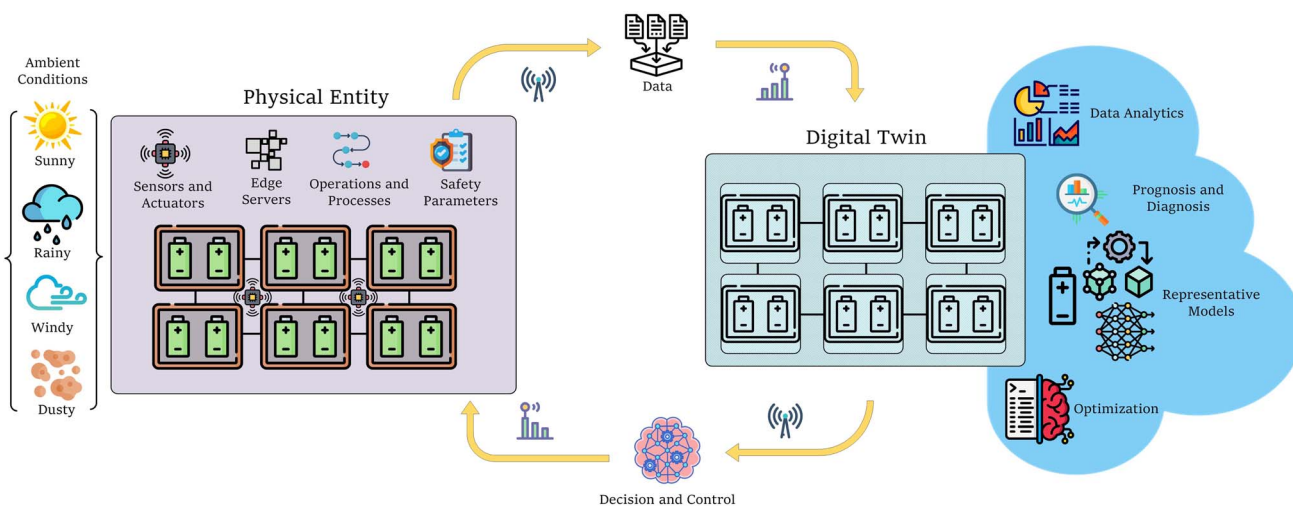 Ambient
Conditions
Sunny
Rainy
Windy
Dusty
Physical Entity
Sensors and
Actuators
Edge
Servers
Operations and
Processes
Safety
Parameters
Data
Digital Twin
Data Analytics
Prognosis and
Diagnosis
Representative
Models
Optimization
Decision and Control